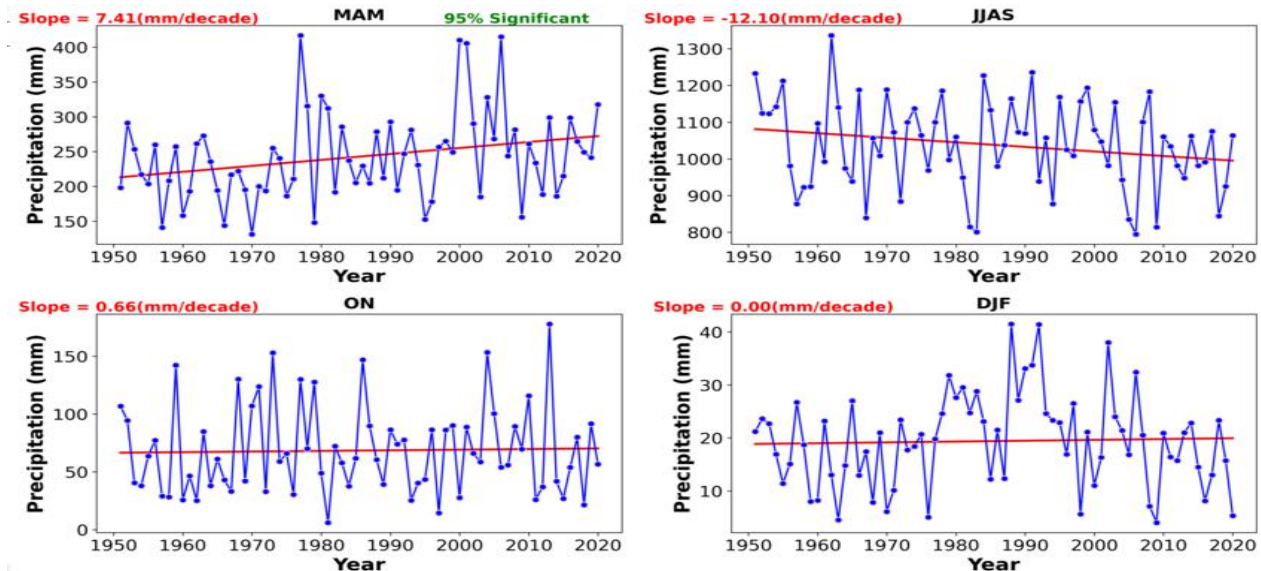 Slope = 7.41(mm/decade) MAM 95% Significant
Precipitation (mm)
400
350
300
250
200
150
1950 1960 1970 1980 1990 2000 2010 2020
Year
Slope = -12.10(mm/decade) JJAS
Precipitation (mm)
1300
1200
1100
1000
900
800
1950 1960 1970 1980 1990 2000 2010 2020
Year
Slope = 0.66(mm/decade) ON
Precipitation (mm)
150
100
50
0
1950 1960 1970 1980 1990 2000 2010 2020
Year
Slope = 0.00(mm/decade) DJF
Precipitation (mm)
40
30
20
10
1950 1960 1970 1980 1990 2000 2010 2020
Year